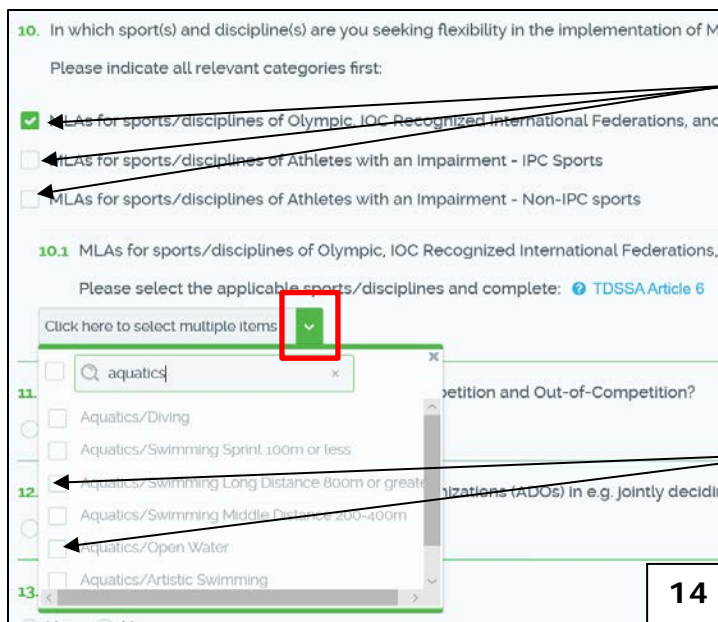 10. In which sport(s) and discipline(s) are you seeking flexibility in the implementation of M
Please indicate all relevant categories first:
MLAs for sports/disciplines of Olympic, IOC Recognized International Federations, and
MLAs for sports/disciplines of Athletes with an Impairment - IPC Sports
MLAs for sports/disciplines of Athletes with an Impairment - Non-IPC sports
10.1 MLAs for sports/disciplines of Olympic, IOC Recognized International Federations,
Please select the applicable sports/disciplines and complete: ? TDSSA Article 6
Click here to select multiple items
aquatics ×
11. petition and Out-of-Competition?
Aquatics/Diving
Aquatics/Swimming Sprint 100m or less
Aquatics/Swimming Long Distance 800m or greate
12. nizations (ADOs) in e.g. jointly decidin
Aquatics/Swimming Middle Distance 200-400m
Aquatics/Open Water
Aquatics/Artistic Swimming
13.
14